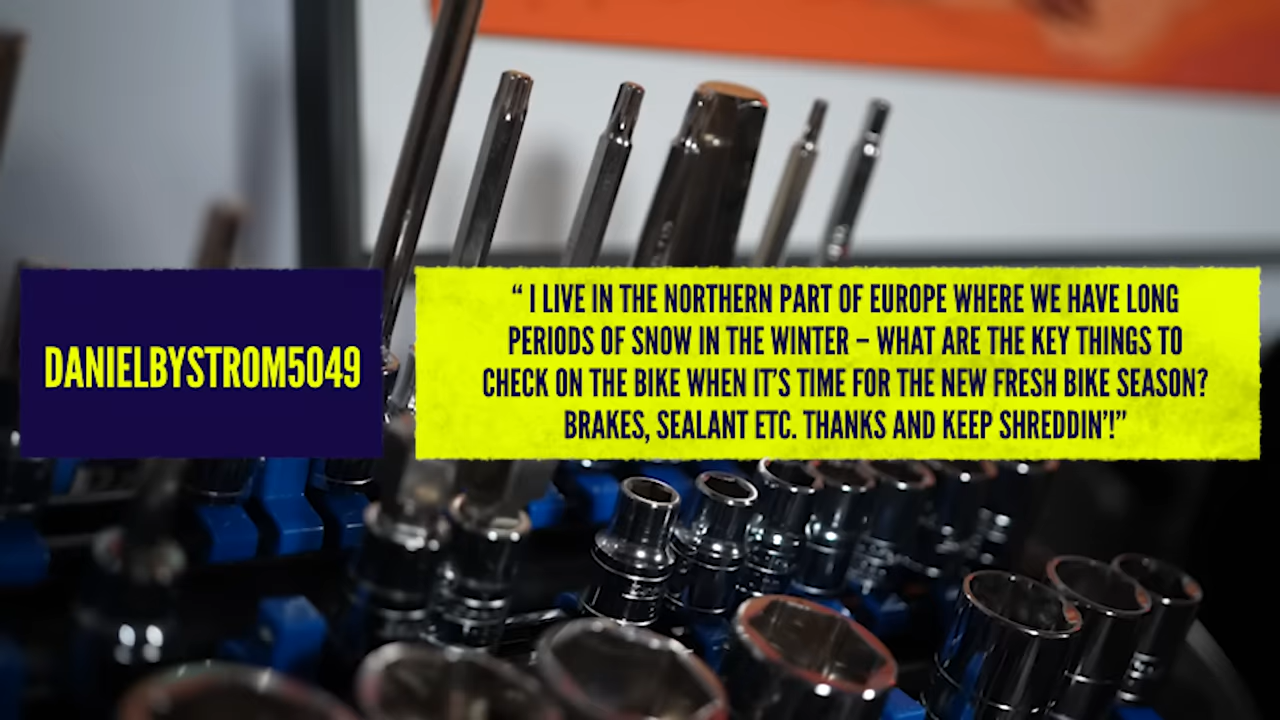 DANIELBYSTROM5049
“ I LIVE IN THE NORTHERN PART OF EUROPE WHERE WE HAVE LONG
PERIODS OF SNOW IN THE WINTER – WHAT ARE THE KEY THINGS TO
CHECK ON THE BIKE WHEN IT’S TIME FOR THE NEW FRESH BIKE SEASON?
BRAKES, SEALANT ETC. THANKS AND KEEP SHREDDIN’!”